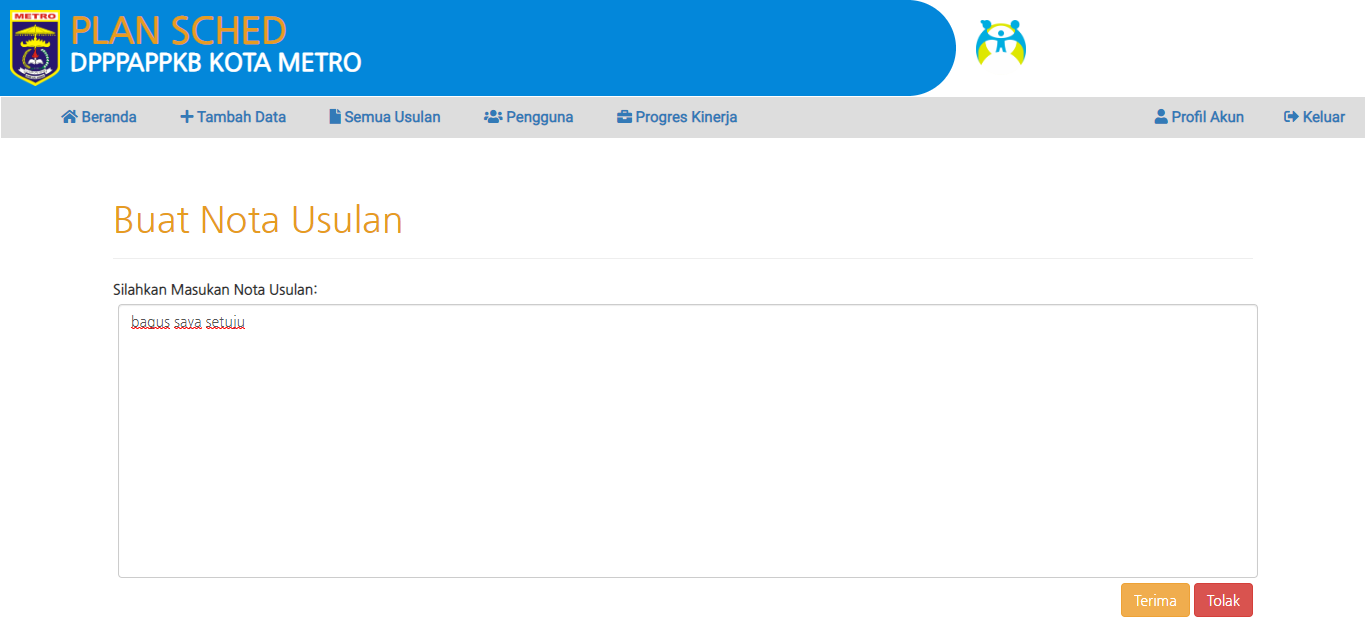 METRO
PLAN SCHED
DPPPAPPKB KOTA METRO
Beranda Tambah Data Semua Usulan Pengguna Progres Kinerja Profil Akun Keluar
Buat Nota Usulan
Silahkan Masukan Nota Usulan:
bagus saya setuju
Terima Tolak